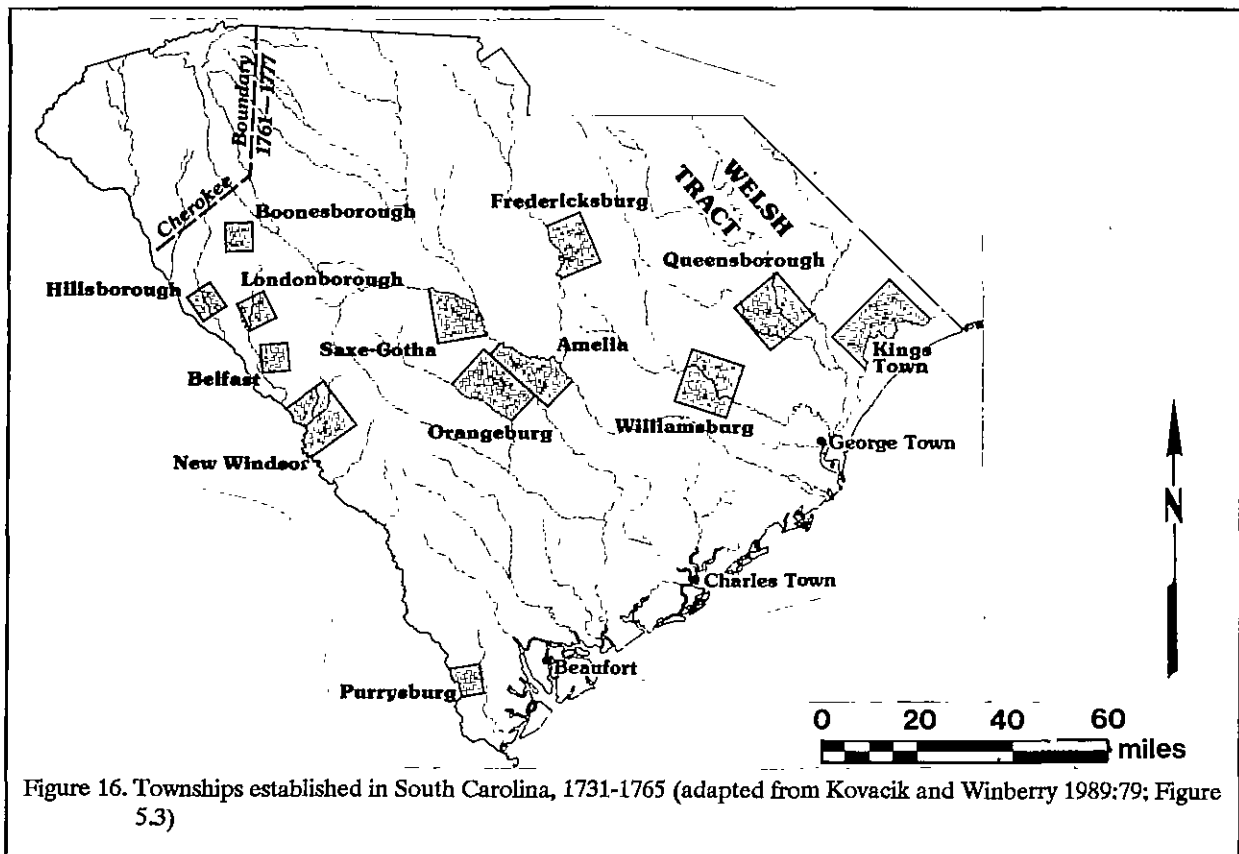 Boundary
1761 — 1777
Cherokee
Boonesborough
Fredericksburg
WELSH
TRACT
Hillsborough
Londonborough
Queensborough
Saxe-Gotha
Amelia
Kings
Town
Belfast
Orangeburg
Williamsburg
George Town
New Windsor
N
Charles Town
Beaufort
Purrysburg
0 20 60
miles
Figure 16. Townships established in South Carolina, 1731-1765 (adapted from Kovacik and Winberry 1989:79; Figure
5.3)